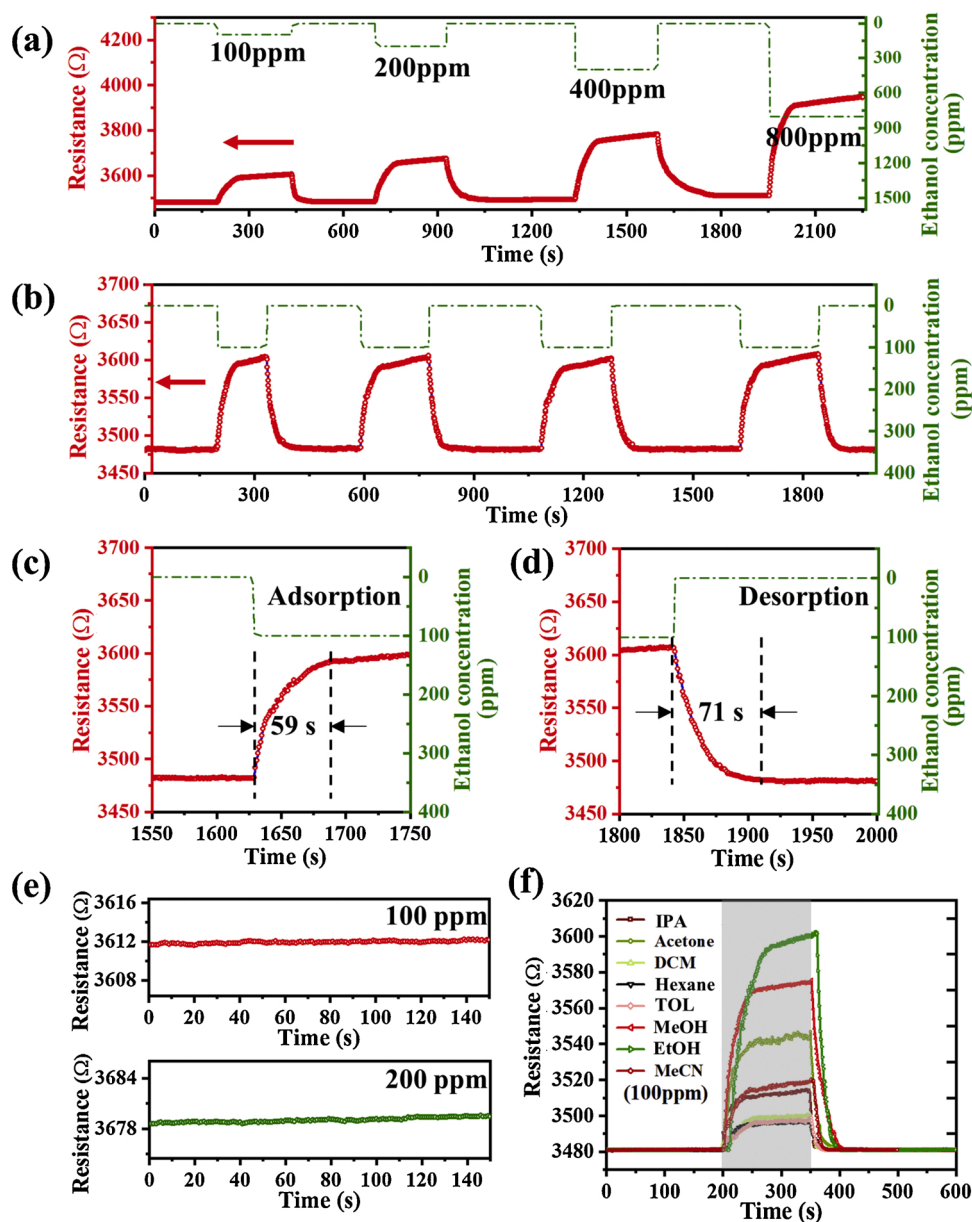 (a)
4200
4000
3800
3600
Resistance (Ω)
100ppm
200ppm
400ppm
800ppm
0
300
600
900
1200
1500
Ethanol concentration
(ppm)
0 300 600 900 1200 1500 1800 2100
Time (s)
(b)
3700
3650
3600
3550
3500
3450
Resistance (Ω)
0
100
200
300
400
Ethanol concentration
(ppm)
0 300 600 900 1200 1500 1800
Time (s)
(c)
3700
3650
3600
3550
3500
3450
Resistance (Ω)
Adsorption
59 s
0
100
200
300
400
Ethanol concentration
(ppm)
1550 1600 1650 1700 1750
Time (s)
(d)
3700
3650
3600
3550
3500
3450
Resistance (Ω)
Desorption
71 s
0
100
200
300
400
Ethanol concentration
(ppm)
1800 1850 1900 1950 2000
Time (s)
(e)
3616
3612
3608
Resistance (Ω)
100 ppm
0 20 40 60 80 100 120 140
Time (s)
3684
3678
Resistance (Ω)
200 ppm
0 20 40 60 80 100 120 140
Time (s)
(f)
3620
3600
3580
3560
3540
3520
3500
3480
Resistance (Ω)
IPA
Acetone
DCM
Hexane
TOL
MeOH
EtOH
MeCN
(100ppm)
0 100 200 300 400 500 600
Time (s)